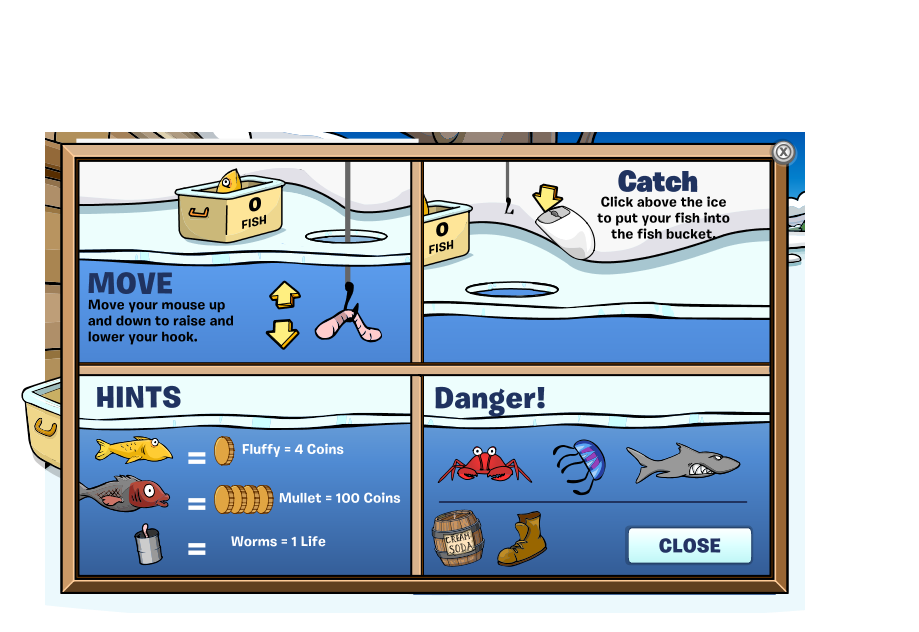 0
FISH
MOVE
Move your mouse up
and down to raise and
lower your hook.
Catch
Click above the ice
to put your fish into
the fish bucket.
0
FISH
HINTS
= Fluffy = 4 Coins
= Mullet = 100 Coins
= Worms = 1 Life
Danger!
CREAM
SODA
CLOSE
X